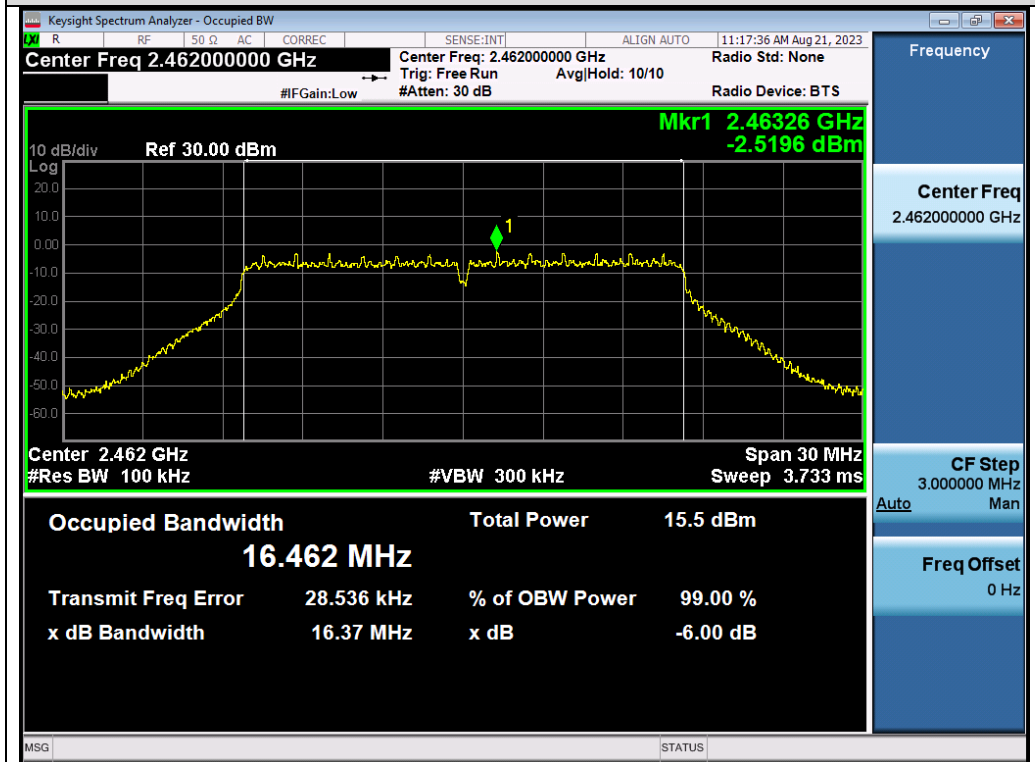 Keysight Spectrum Analyzer - Occupied BW
LXI R RF 50 Ω AC CORREC SENSE:INT ALIGN AUTO 11:17:36 AM Aug 21, 2023
Center Freq 2.462000000 GHz
#IFGain:Low
Center Freq: 2.462000000 GHz
Trig: Free Run Avg|Hold: 10/10
#Atten: 30 dB
Radio Std: None
Radio Device: BTS
Mkr1 2.46326 GHz
-2.5196 dBm
10 dB/div Ref 30.00 dBm
Log
20.0
10.0
0.00
-10.0
-20.0
-30.0
-40.0
-50.0
-60.0
1
Center 2.462 GHz Span 30 MHz
#Res BW 100 kHz #VBW 300 kHz Sweep 3.733 ms
Occupied Bandwidth Total Power 15.5 dBm
16.462 MHz
Transmit Freq Error 28.536 kHz % of OBW Power 99.00 %
x dB Bandwidth 16.37 MHz x dB -6.00 dB
MSG STATUS
Frequency
Center Freq
2.462000000 GHz
CF Step
3.000000 MHz
Auto Man
Freq Offset
0 Hz